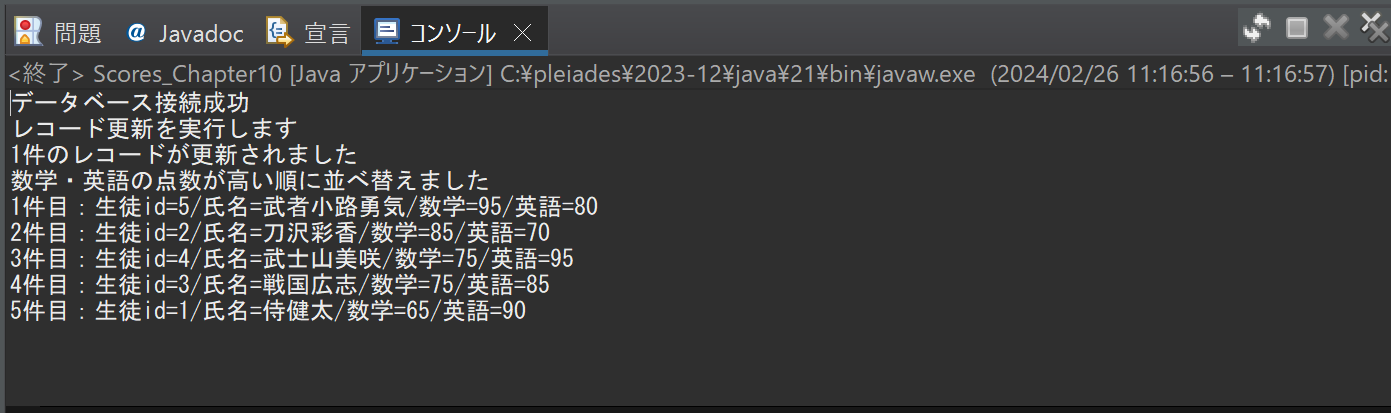 問題 @ Javadoc 宣言 コンソール
<終了> Scores_Chapter10 [Java アプリケーション] C:¥pleiades¥2023-12¥java¥21¥bin¥javaw.exe (2024/02/26 11:16:56 – 11:16:57) [pid:
データベース接続成功
レコード更新を実行します
1件のレコードが更新されました
数学・英語の点数が高い順に並べ替えました
1件目：生徒id=5/氏名=武者小路勇気/数学=95/英語=80
2件目：生徒id=2/氏名=刀沢彩香/数学=85/英語=70
3件目：生徒id=4/氏名=武士山美咲/数学=75/英語=95
4件目：生徒id=3/氏名=戦国広志/数学=75/英語=85
5件目：生徒id=1/氏名=侍健太/数学=65/英語=90